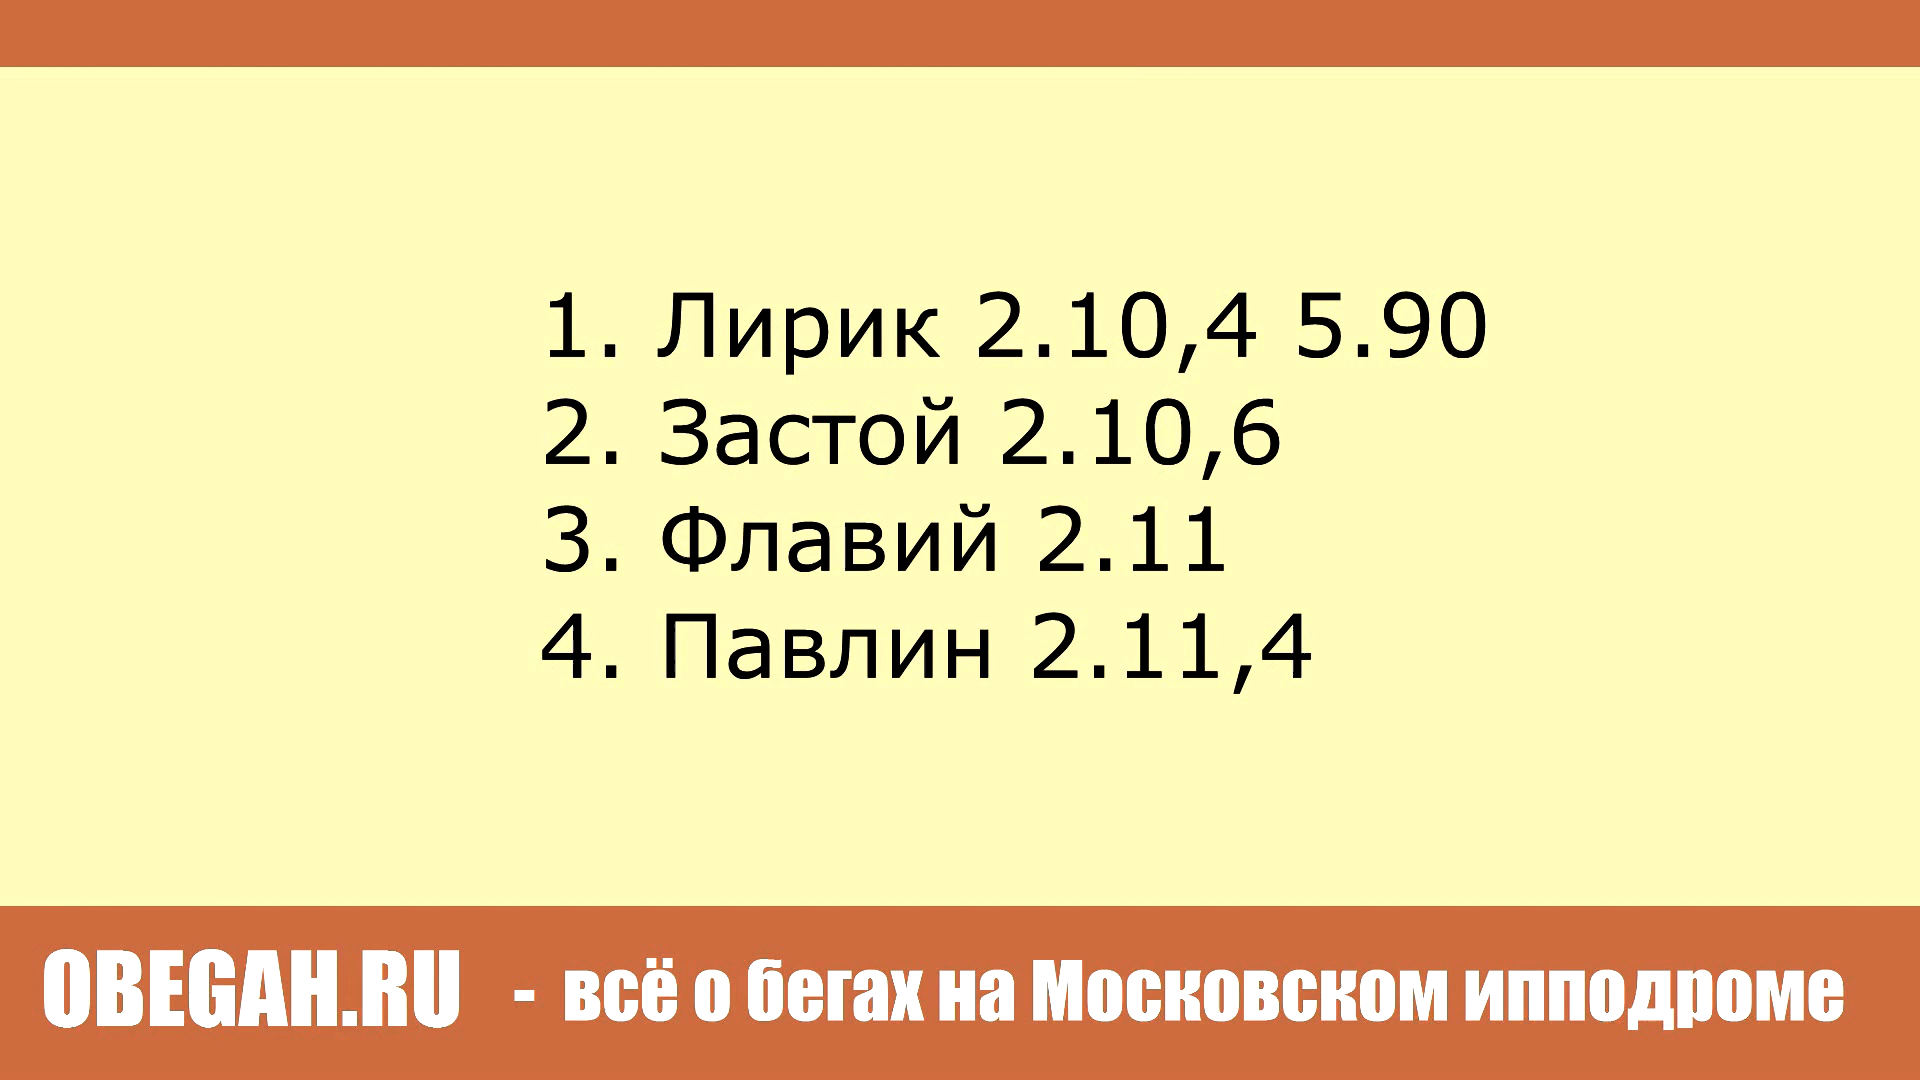 1. Лирик 2.10,4 5.90
2. Застой 2.10,6
3. Флавий 2.11
4. Павлин 2.11,4
OBEGAH.RU - всё о бегах на Московском ипподроме